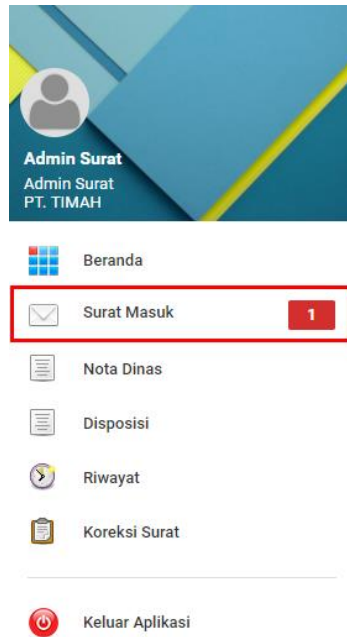 Admin Surat
Admin Surat
PT. TIMAH
Beranda
Surat Masuk 1
Nota Dinas
Disposisi
Riwayat
Koreksi Surat
Keluar Aplikasi